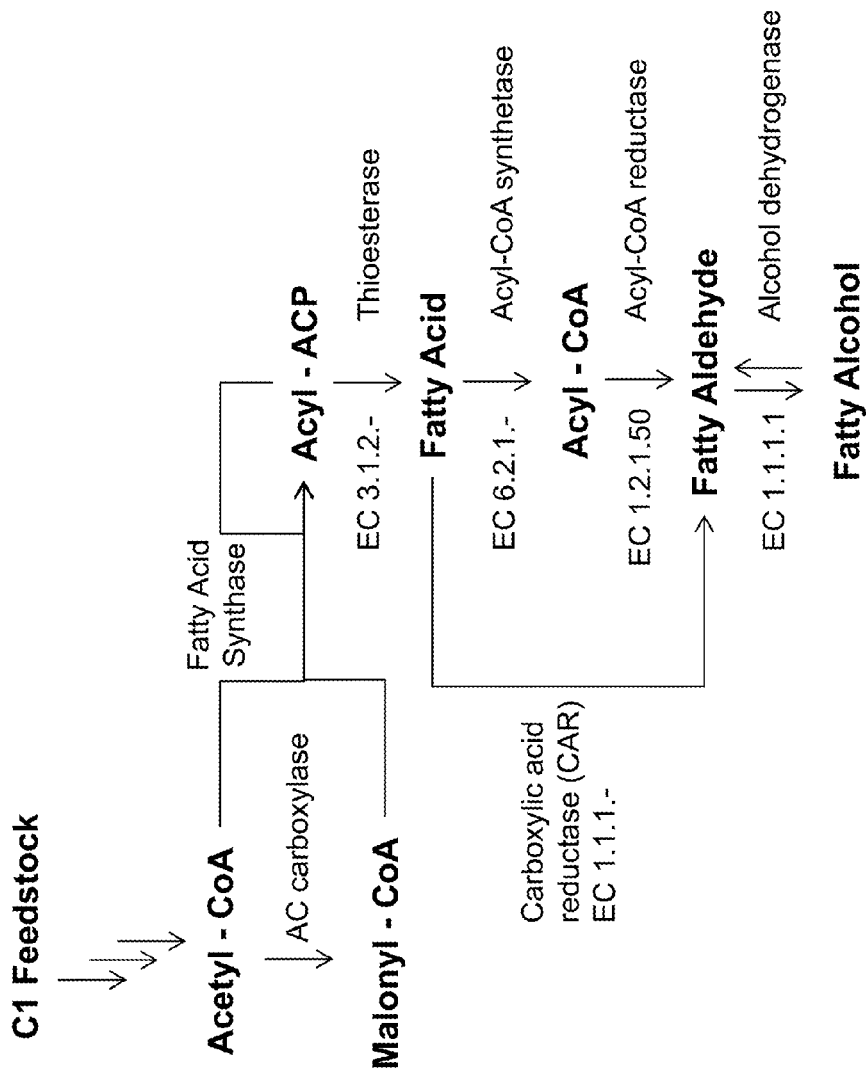 C1 Feedstock
Acetyl - CoA
AC carboxylase
Malonyl - CoA
Fatty Acid
Synthase
Acyl - ACP
EC 3.1.2.-
Thioesterase
Fatty Acid
EC 6.2.1.-
Acyl-CoA synthetase
Acyl - CoA
EC 1.2.1.50
Acyl-CoA reductase
Carboxylic acid
reductase (CAR)
EC 1.1.1.-
Fatty Aldehyde
EC 1.1.1.1
Alcohol dehydrogenase
Fatty Alcohol